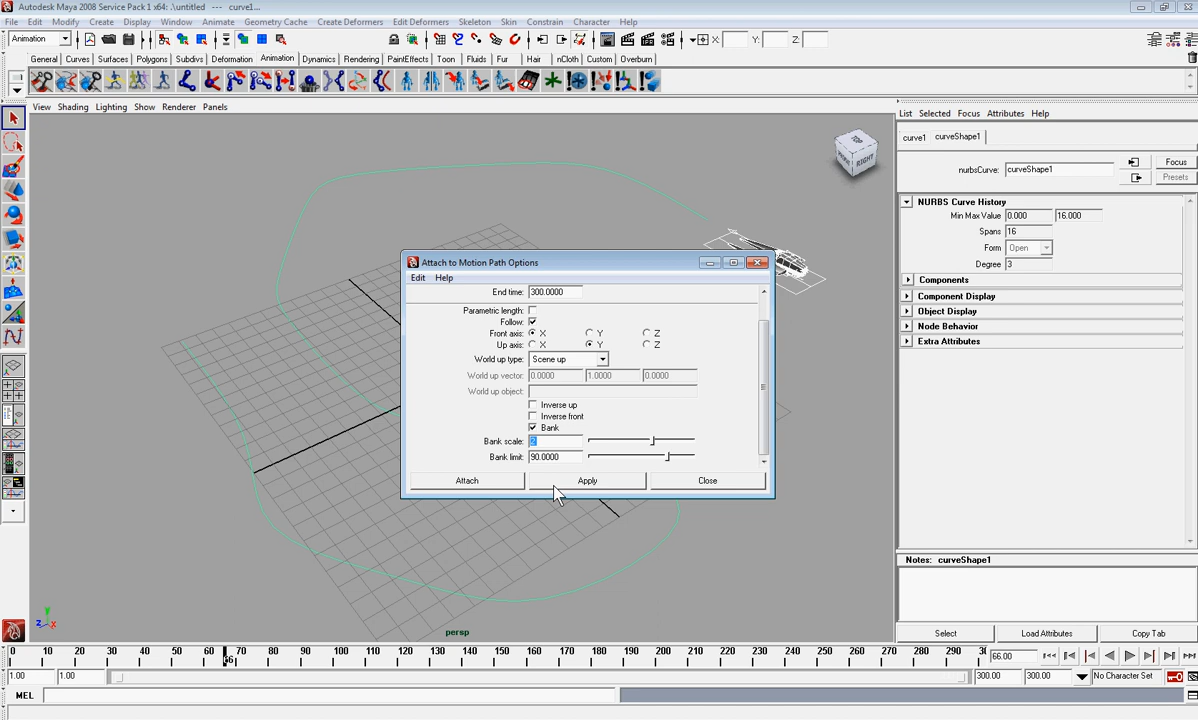 Autodesk Maya 2008 Service Pack 1 x64: .\untitled --- curve1...
File Edit Modify Create Display Window Animate Geometry Cache Create Deformers Edit Deformers Skeleton Skin Constrain Character Help
Animation X: Y: Z:
General Curves Surfaces Polygons Subdivs Deformation Animation Dynamics Rendering PaintEffects Toon Fluids Fur Hair nCloth Custom Overburn
View Shading Lighting Show Renderer Panels
List Selected Focus Attributes Help
curve1 curveShape1
nurbsCurve: curveShape1 Focus
Presets
TOP
RIGHT
NURBS Curve History
Min Max Value 0.000 16.000
Spans 16
Form Open
Degree 3
Components
Component Display
Object Display
Node Behavior
Extra Attributes
Attach to Motion Path Options
Edit Help
End time: 300.0000
Parametric length:
Follow:
Front axis: X Y Z
Up axis: X Y Z
World up type: Scene up
World up vector: 0.0000 1.0000 0.0000
World up object:
Inverse up
Inverse front
Bank
Bank scale: 2
Bank limit: 90.0000
Attach Apply Close
Notes: curveShape1
y
z x
persp
Select Load Attributes Copy Tab
0 10 20 30 40 50 60 70 80 90 100 110 120 130 140 150 160 170 180 190 200 210 220 230 240 250 260 270 280 290 66.00
66
1.00 1.00 300.00 300.00 No Character Set
MEL